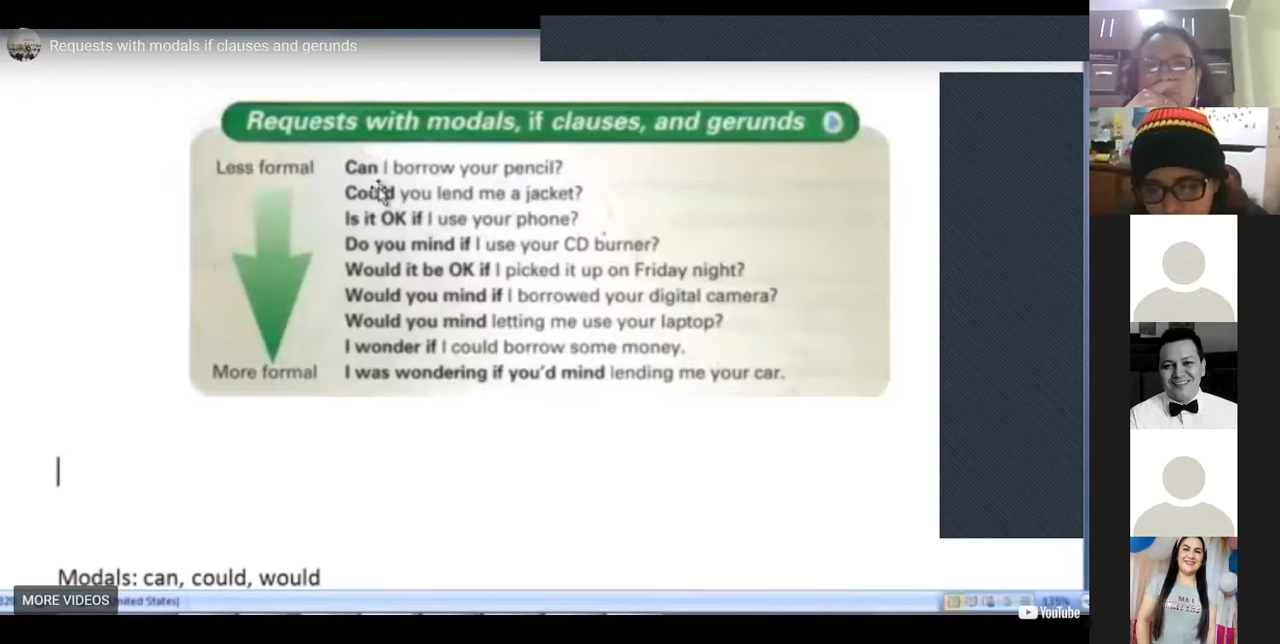 Requests with modals if clauses and gerunds
Requests with modals, if clauses, and gerunds
Less formal
Can I borrow your pencil?
Could you lend me a jacket?
Is it OK if I use your phone?
Do you mind if I use your CD burner?
Would it be OK if I picked it up on Friday night?
Would you mind if I borrowed your digital camera?
Would you mind letting me use your laptop?
I wonder if I could borrow some money.
More formal
I was wondering if you'd mind lending me your car.
Modals: can, could, would
MORE VIDEOS
United States)
135%
YouTube